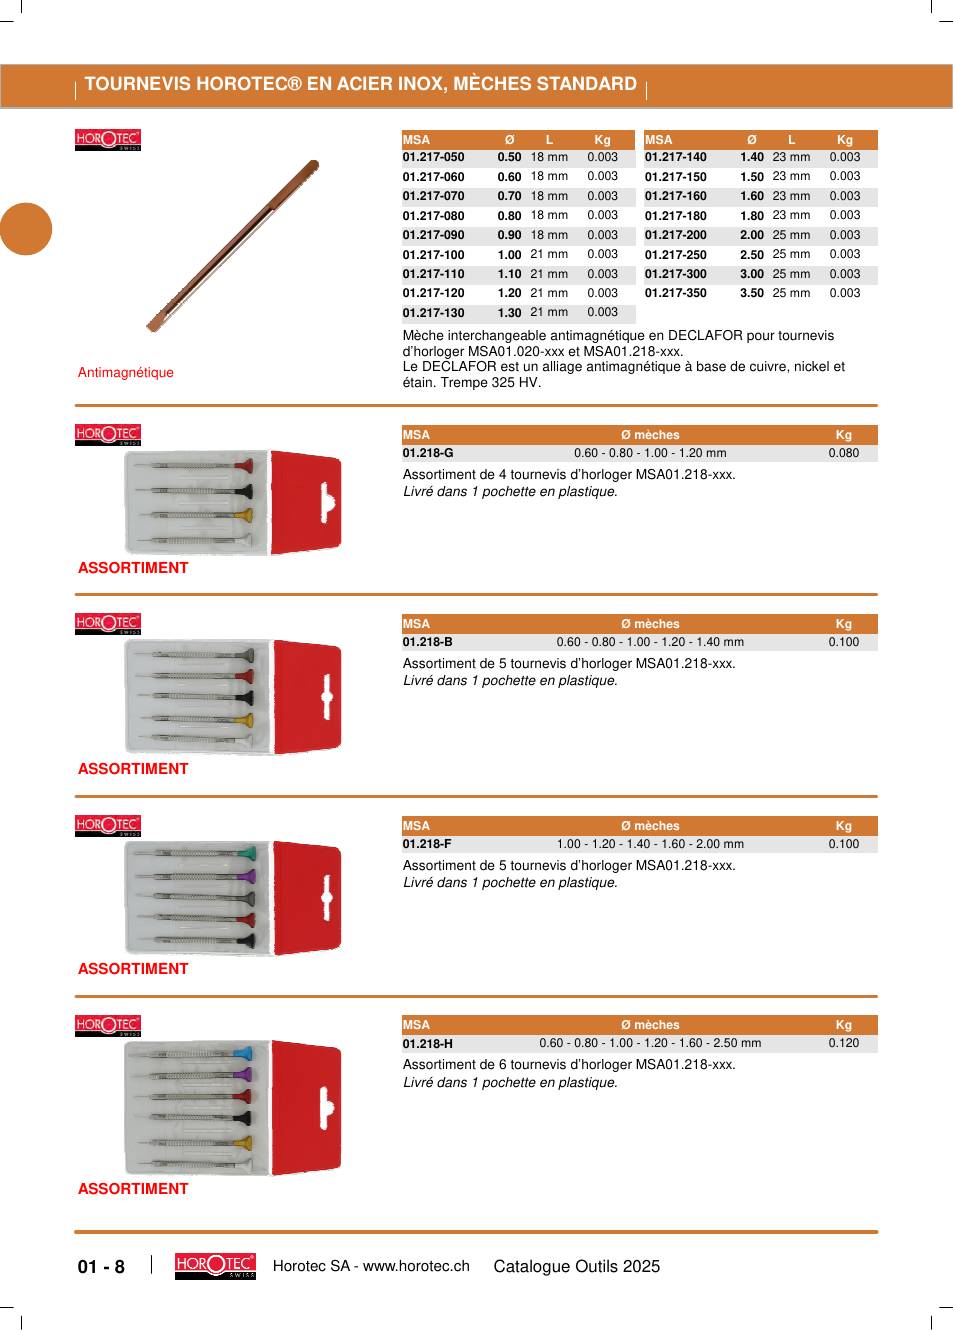 TOURNEVIS HOROTEC® EN ACIER INOX, MÈCHES STANDARD
HOROTEC®
SWISS
MSA Ø L Kg
01.217-050 0.50 18 mm 0.003
01.217-060 0.60 18 mm 0.003
01.217-070 0.70 18 mm 0.003
01.217-080 0.80 18 mm 0.003
01.217-090 0.90 18 mm 0.003
01.217-100 1.00 21 mm 0.003
01.217-110 1.10 21 mm 0.003
01.217-120 1.20 21 mm 0.003
01.217-130 1.30 21 mm 0.003
MSA Ø L Kg
01.217-140 1.40 23 mm 0.003
01.217-150 1.50 23 mm 0.003
01.217-160 1.60 23 mm 0.003
01.217-180 1.80 23 mm 0.003
01.217-200 2.00 25 mm 0.003
01.217-250 2.50 25 mm 0.003
01.217-300 3.00 25 mm 0.003
01.217-350 3.50 25 mm 0.003
Mèche interchangeable antimagnétique en DECLAFOR pour tournevis
d’horloger MSA01.020-xxx et MSA01.218-xxx.
Le DECLAFOR est un alliage antimagnétique à base de cuivre, nickel et
étain. Trempe 325 HV.
Antimagnétique
HOROTEC®
SWISS
MSA Ø mèches Kg
01.218-G 0.60 - 0.80 - 1.00 - 1.20 mm 0.080
Assortiment de 4 tournevis d’horloger MSA01.218-xxx.
Livré dans 1 pochette en plastique.
ASSORTIMENT
HOROTEC®
SWISS
MSA Ø mèches Kg
01.218-B 0.60 - 0.80 - 1.00 - 1.20 - 1.40 mm 0.100
Assortiment de 5 tournevis d’horloger MSA01.218-xxx.
Livré dans 1 pochette en plastique.
ASSORTIMENT
HOROTEC®
SWISS
MSA Ø mèches Kg
01.218-F 1.00 - 1.20 - 1.40 - 1.60 - 2.00 mm 0.100
Assortiment de 5 tournevis d’horloger MSA01.218-xxx.
Livré dans 1 pochette en plastique.
ASSORTIMENT
HOROTEC®
SWISS
MSA Ø mèches Kg
01.218-H 0.60 - 0.80 - 1.00 - 1.20 - 1.60 - 2.50 mm 0.120
Assortiment de 6 tournevis d’horloger MSA01.218-xxx.
Livré dans 1 pochette en plastique.
ASSORTIMENT
01 - 8 HOROTEC® SWISS Horotec SA - www.horotec.ch Catalogue Outils 2025